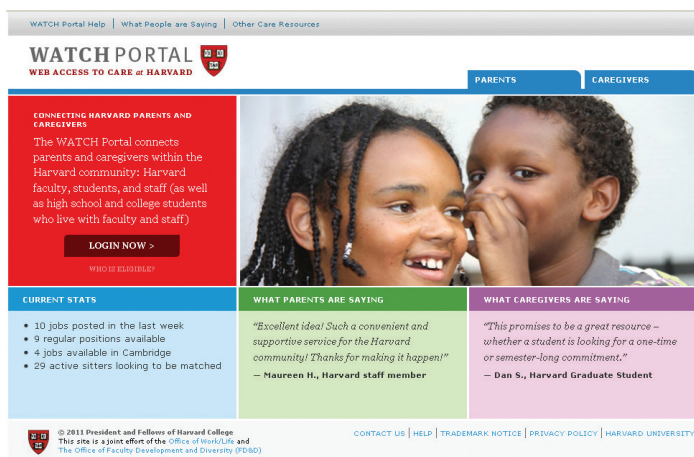 WATCH Portal Help | What People are Saying | Other Care Resources
WATCH PORTAL
WEB ACCESS TO CARE at HARVARD
PARENTS
CAREGIVERS
CONNECTING HARVARD PARENTS AND
CAREGIVERS
The WATCH Portal connects
parents and caregivers within the
Harvard community: Harvard
faculty, students, and staff (as well
as high school and college students
who live with faculty and staff)
LOGIN NOW >
WHO IS ELIGIBLE?
CURRENT STATS
• 10 jobs posted in the last week
• 9 regular positions available
• 4 jobs available in Cambridge
• 29 active sitters looking to be matched
WHAT PARENTS ARE SAYING
“Excellent idea! Such a convenient and
supportive service for the Harvard
community! Thanks for making it happen!”
— Maureen H., Harvard staff member
WHAT CAREGIVERS ARE SAYING
“This promises to be a great resource –
whether a student is looking for a one-time
or semester-long commitment.”
— Dan S., Harvard Graduate Student
© 2011 President and Fellows of Harvard College
This site is a joint effort of the Office of Work/Life and
The Office of Faculty Development and Diversity (FD&D)
CONTACT US | HELP | TRADEMARK NOTICE | PRIVACY POLICY | HARVARD UNIVERSITY